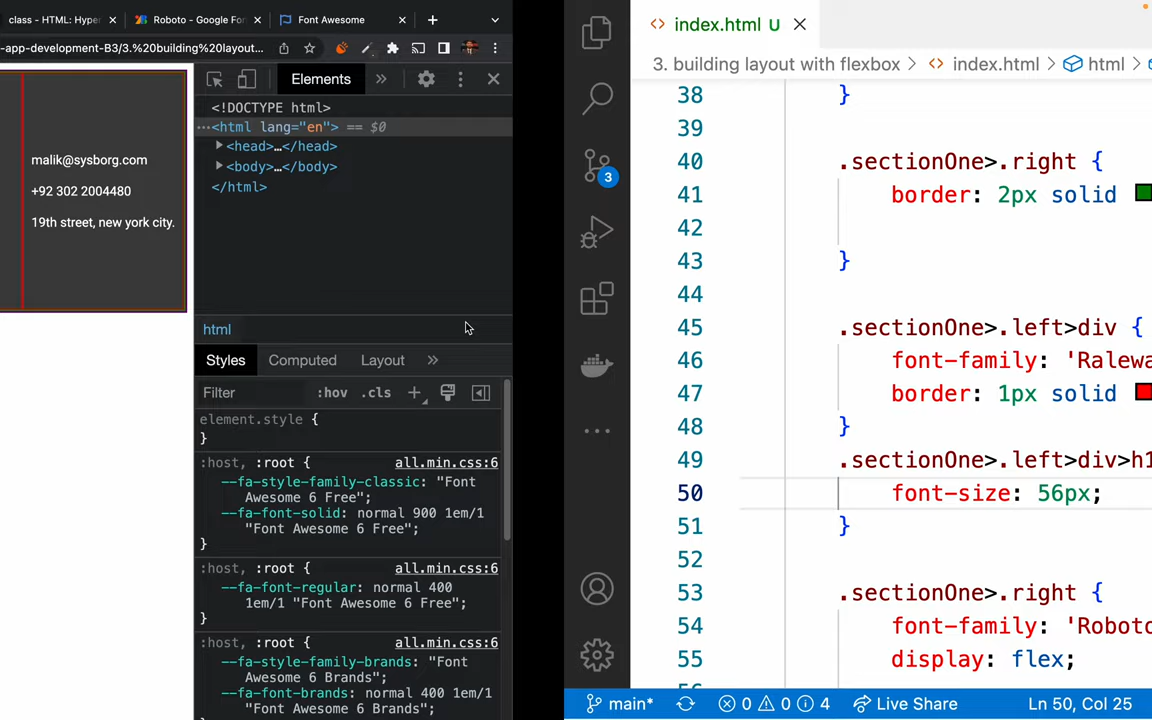 class - HTML: Hyper
Roboto - Google Fo
Font Awesome
-app-development-B3/3.%20building%20layout...
malik@sysborg.com
+92 302 2004480
19th street, new york city.
Elements
<!DOCTYPE html>
<html lang="en"> == $0
<head>…</head>
<body>…</body>
</html>
html
Styles
Computed
Layout
Filter
:hov
.cls
element.style {
}
:host, :root {
all.min.css:6
--fa-style-family-classic: "Font
Awesome 6 Free";
--fa-font-solid: normal 900 1em/1
"Font Awesome 6 Free";
}
:host, :root {
all.min.css:6
--fa-font-regular: normal 400
1em/1 "Font Awesome 6 Free";
}
:host, :root {
all.min.css:6
--fa-style-family-brands: "Font
Awesome 6 Brands";
--fa-font-brands: normal 400 1em/1
"Font Awesome 6 Brands";
3
index.html U
3. building layout with flexbox > index.html > html >
38 }
39
40 .sectionOne>.right {
41 border: 2px solid
42
43 }
44
45 .sectionOne>.left>div {
46 font-family: 'Ralewa
47 border: 1px solid
48 }
49 .sectionOne>.left>div>h1
50 font-size: 56px;
51 }
52
53 .sectionOne>.right {
54 font-family: 'Roboto
55 display: flex;
main*
0 0 4
Live Share
Ln 50, Col 25